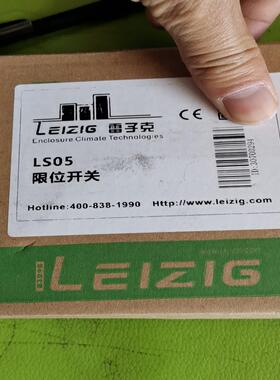 LEIZIG 雷子克
Enclosure Climate Technologies
CE
LS05
限位开关
Hotline:400-838-1990 Http://www.leizig.com
LEIZIG